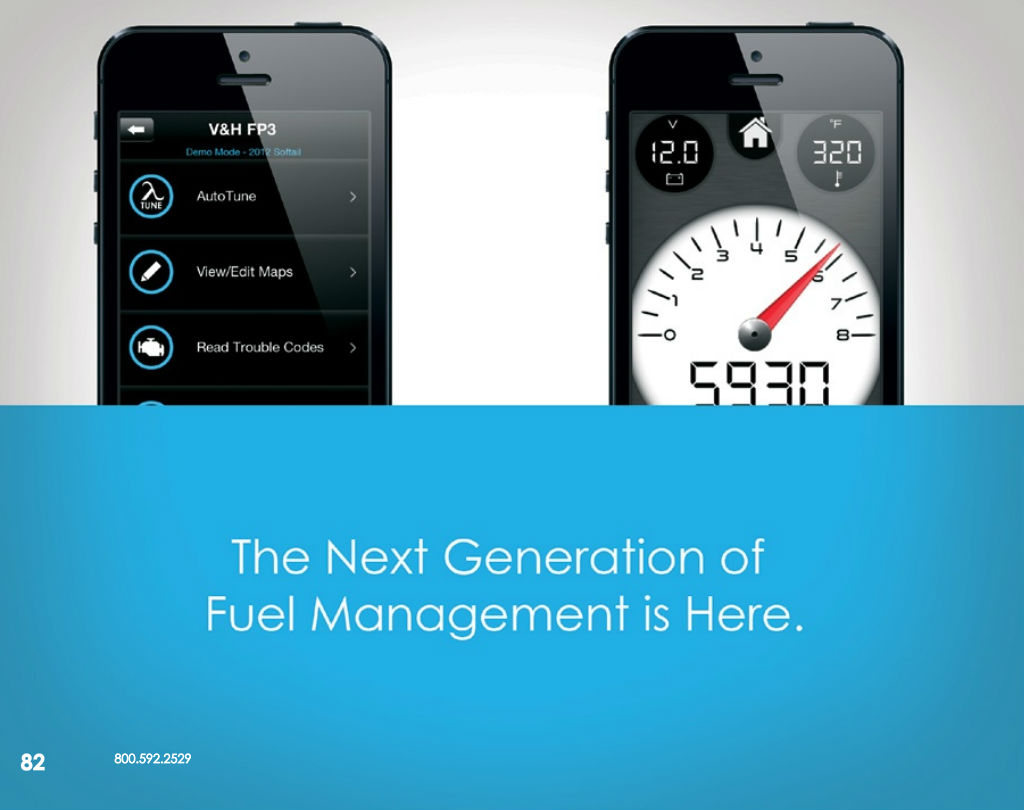 V&H FP3
Demo Mode - 2012 Softail
λ
TUNE
AutoTune
View/Edit Maps
Read Trouble Codes
V
12.0
°F
320
0
1
2
3
4
5
6
7
8
5930
The Next Generation of
Fuel Management is Here.
82
800.592.2529